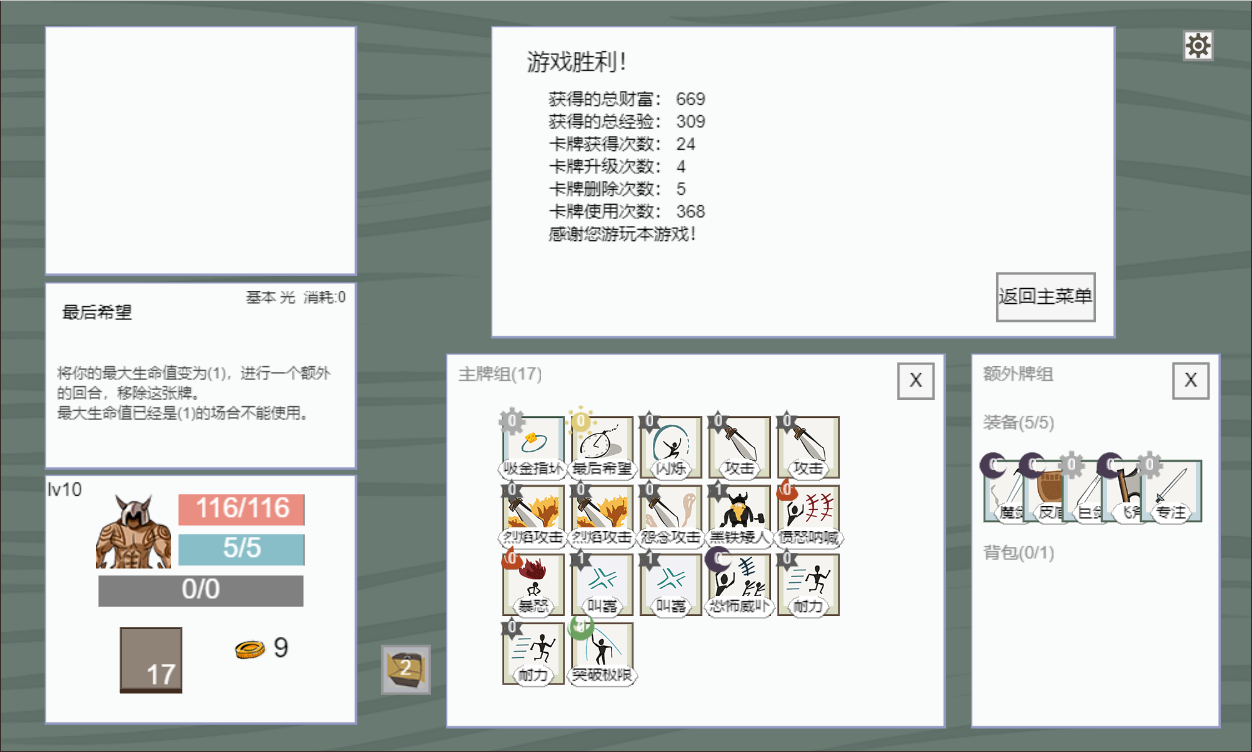 游戏胜利！
获得的总财富： 669
获得的总经验： 309
卡牌获得次数： 24
卡牌升级次数： 4
卡牌删除次数： 5
卡牌使用次数： 368
感谢您游玩本游戏！
返回主菜单
基本 光 消耗:0
最后希望
将你的最大生命值变为(1)，进行一个额外
的回合，移除这张牌。
最大生命值已经是(1)的场合不能使用。
lv10
116/116
5/5
0/0
17
9
2
主牌组(17)
X
0 0 0 0 0
吸金指环 最后希望 闪烁 攻击 攻击
0 0 0 1 0
烈焰攻击 烈焰攻击 怨念攻击 黑铁矮人 愤怒呐喊
0 1 1 0 0
暴怒 叫嚣 叫嚣 恐怖威吓 耐力
0
耐力 突破极限
额外牌组
X
装备(5/5)
魔剑 皮盾 巨剑 飞斧 专注
背包(0/1)